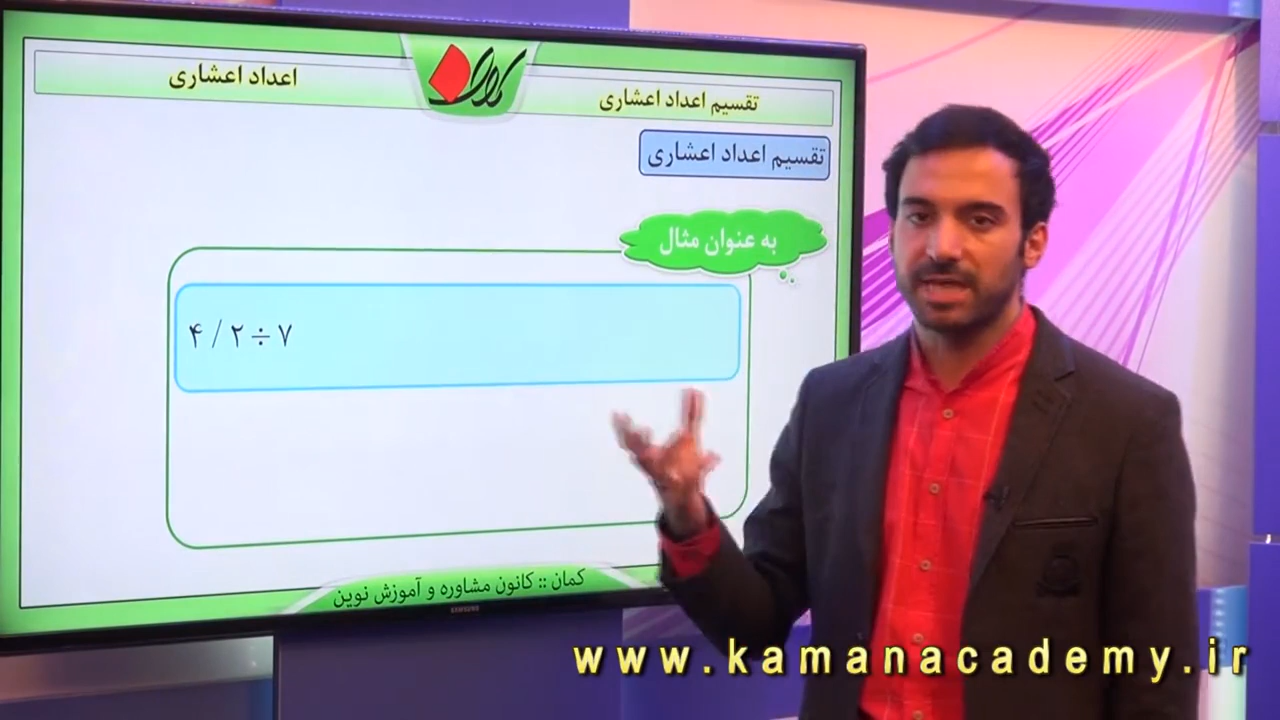 تقسیم اعداد اعشاری
اعداد اعشاری
تقسیم اعداد اعشاری
به عنوان مثال
۴ / ۲ ÷ ۷
کمان :: کانون مشاوره و آموزش نوین
SAMSUNG
www.kamanacademy.ir